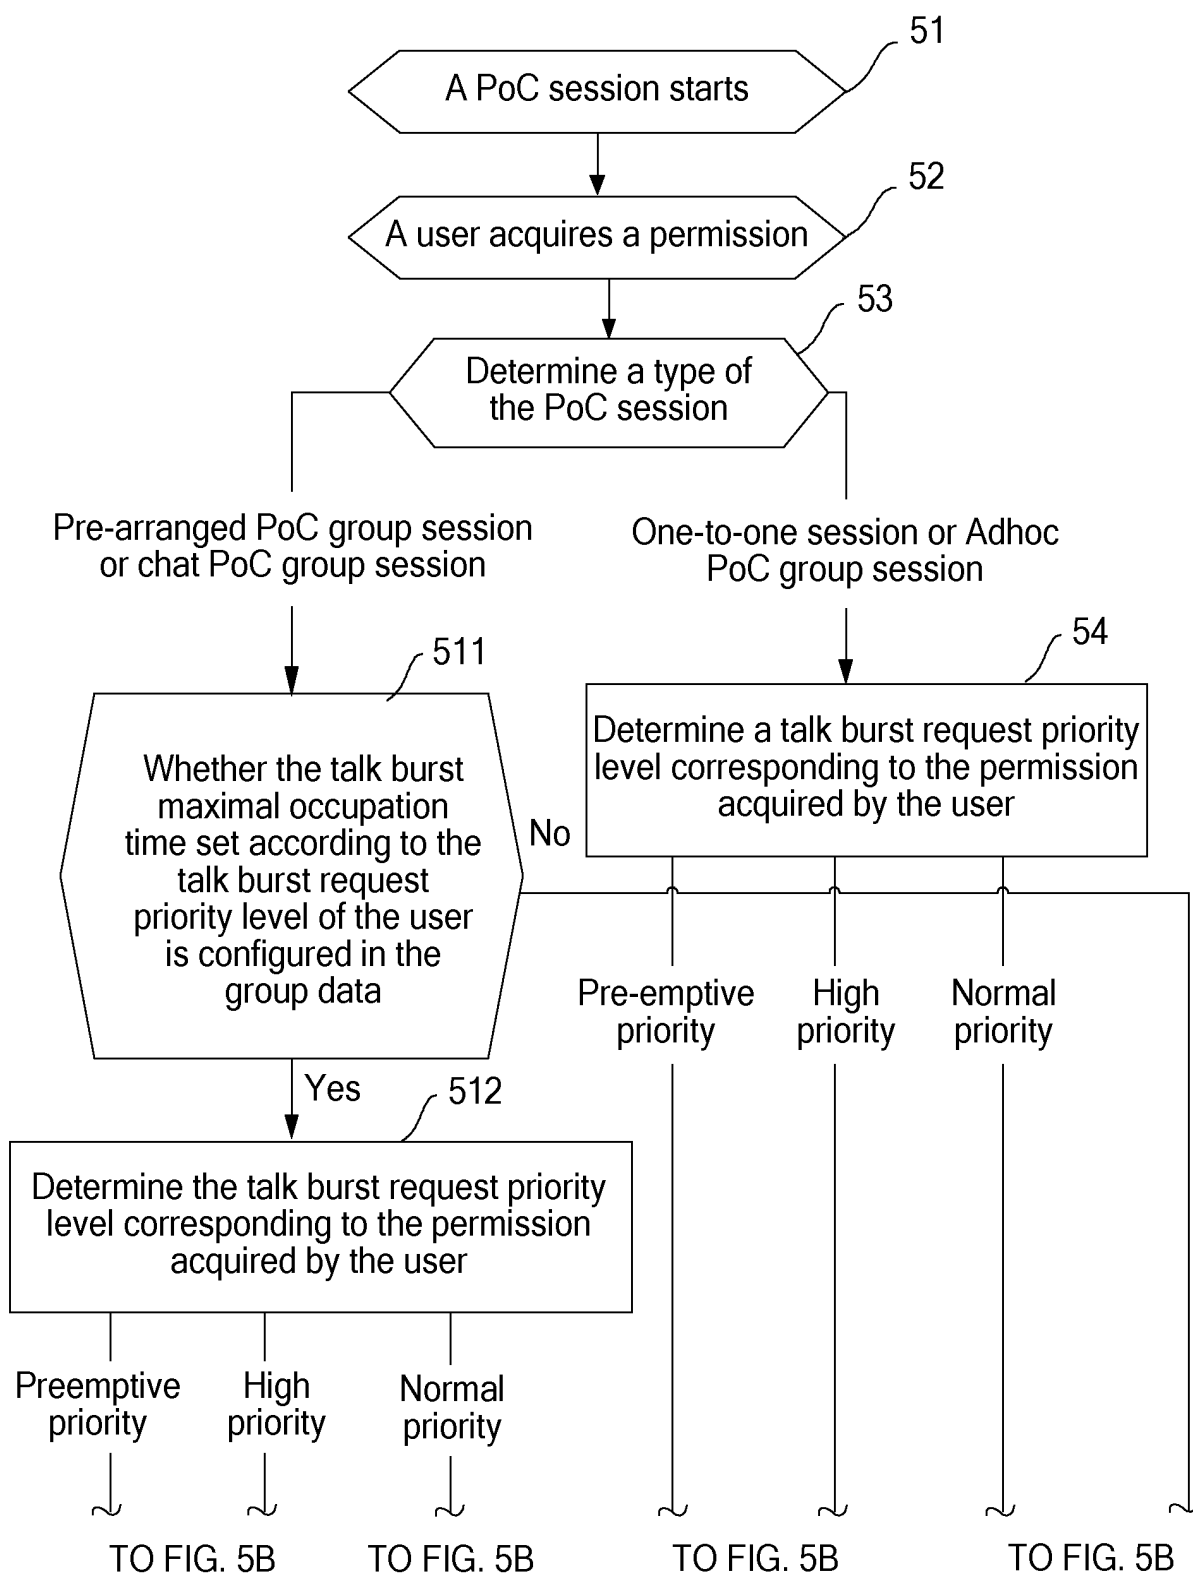 51
A PoC session starts
52
A user acquires a permission
53
Determine a type of
the PoC session
Pre-arranged PoC group session
or chat PoC group session
One-to-one session or Adhoc
PoC group session
511
54
Whether the talk burst
maximal occupation
time set according to the
talk burst request
priority level of the user
is configured in the
group data
No
Determine a talk burst request priority
level corresponding to the permission
acquired by the user
Pre-emptive
priority
High
priority
Normal
priority
Yes
512
Determine the talk burst request priority
level corresponding to the permission
acquired by the user
Preemptive
priority
High
priority
Normal
priority
TO FIG. 5B
TO FIG. 5B
TO FIG. 5B
TO FIG. 5B